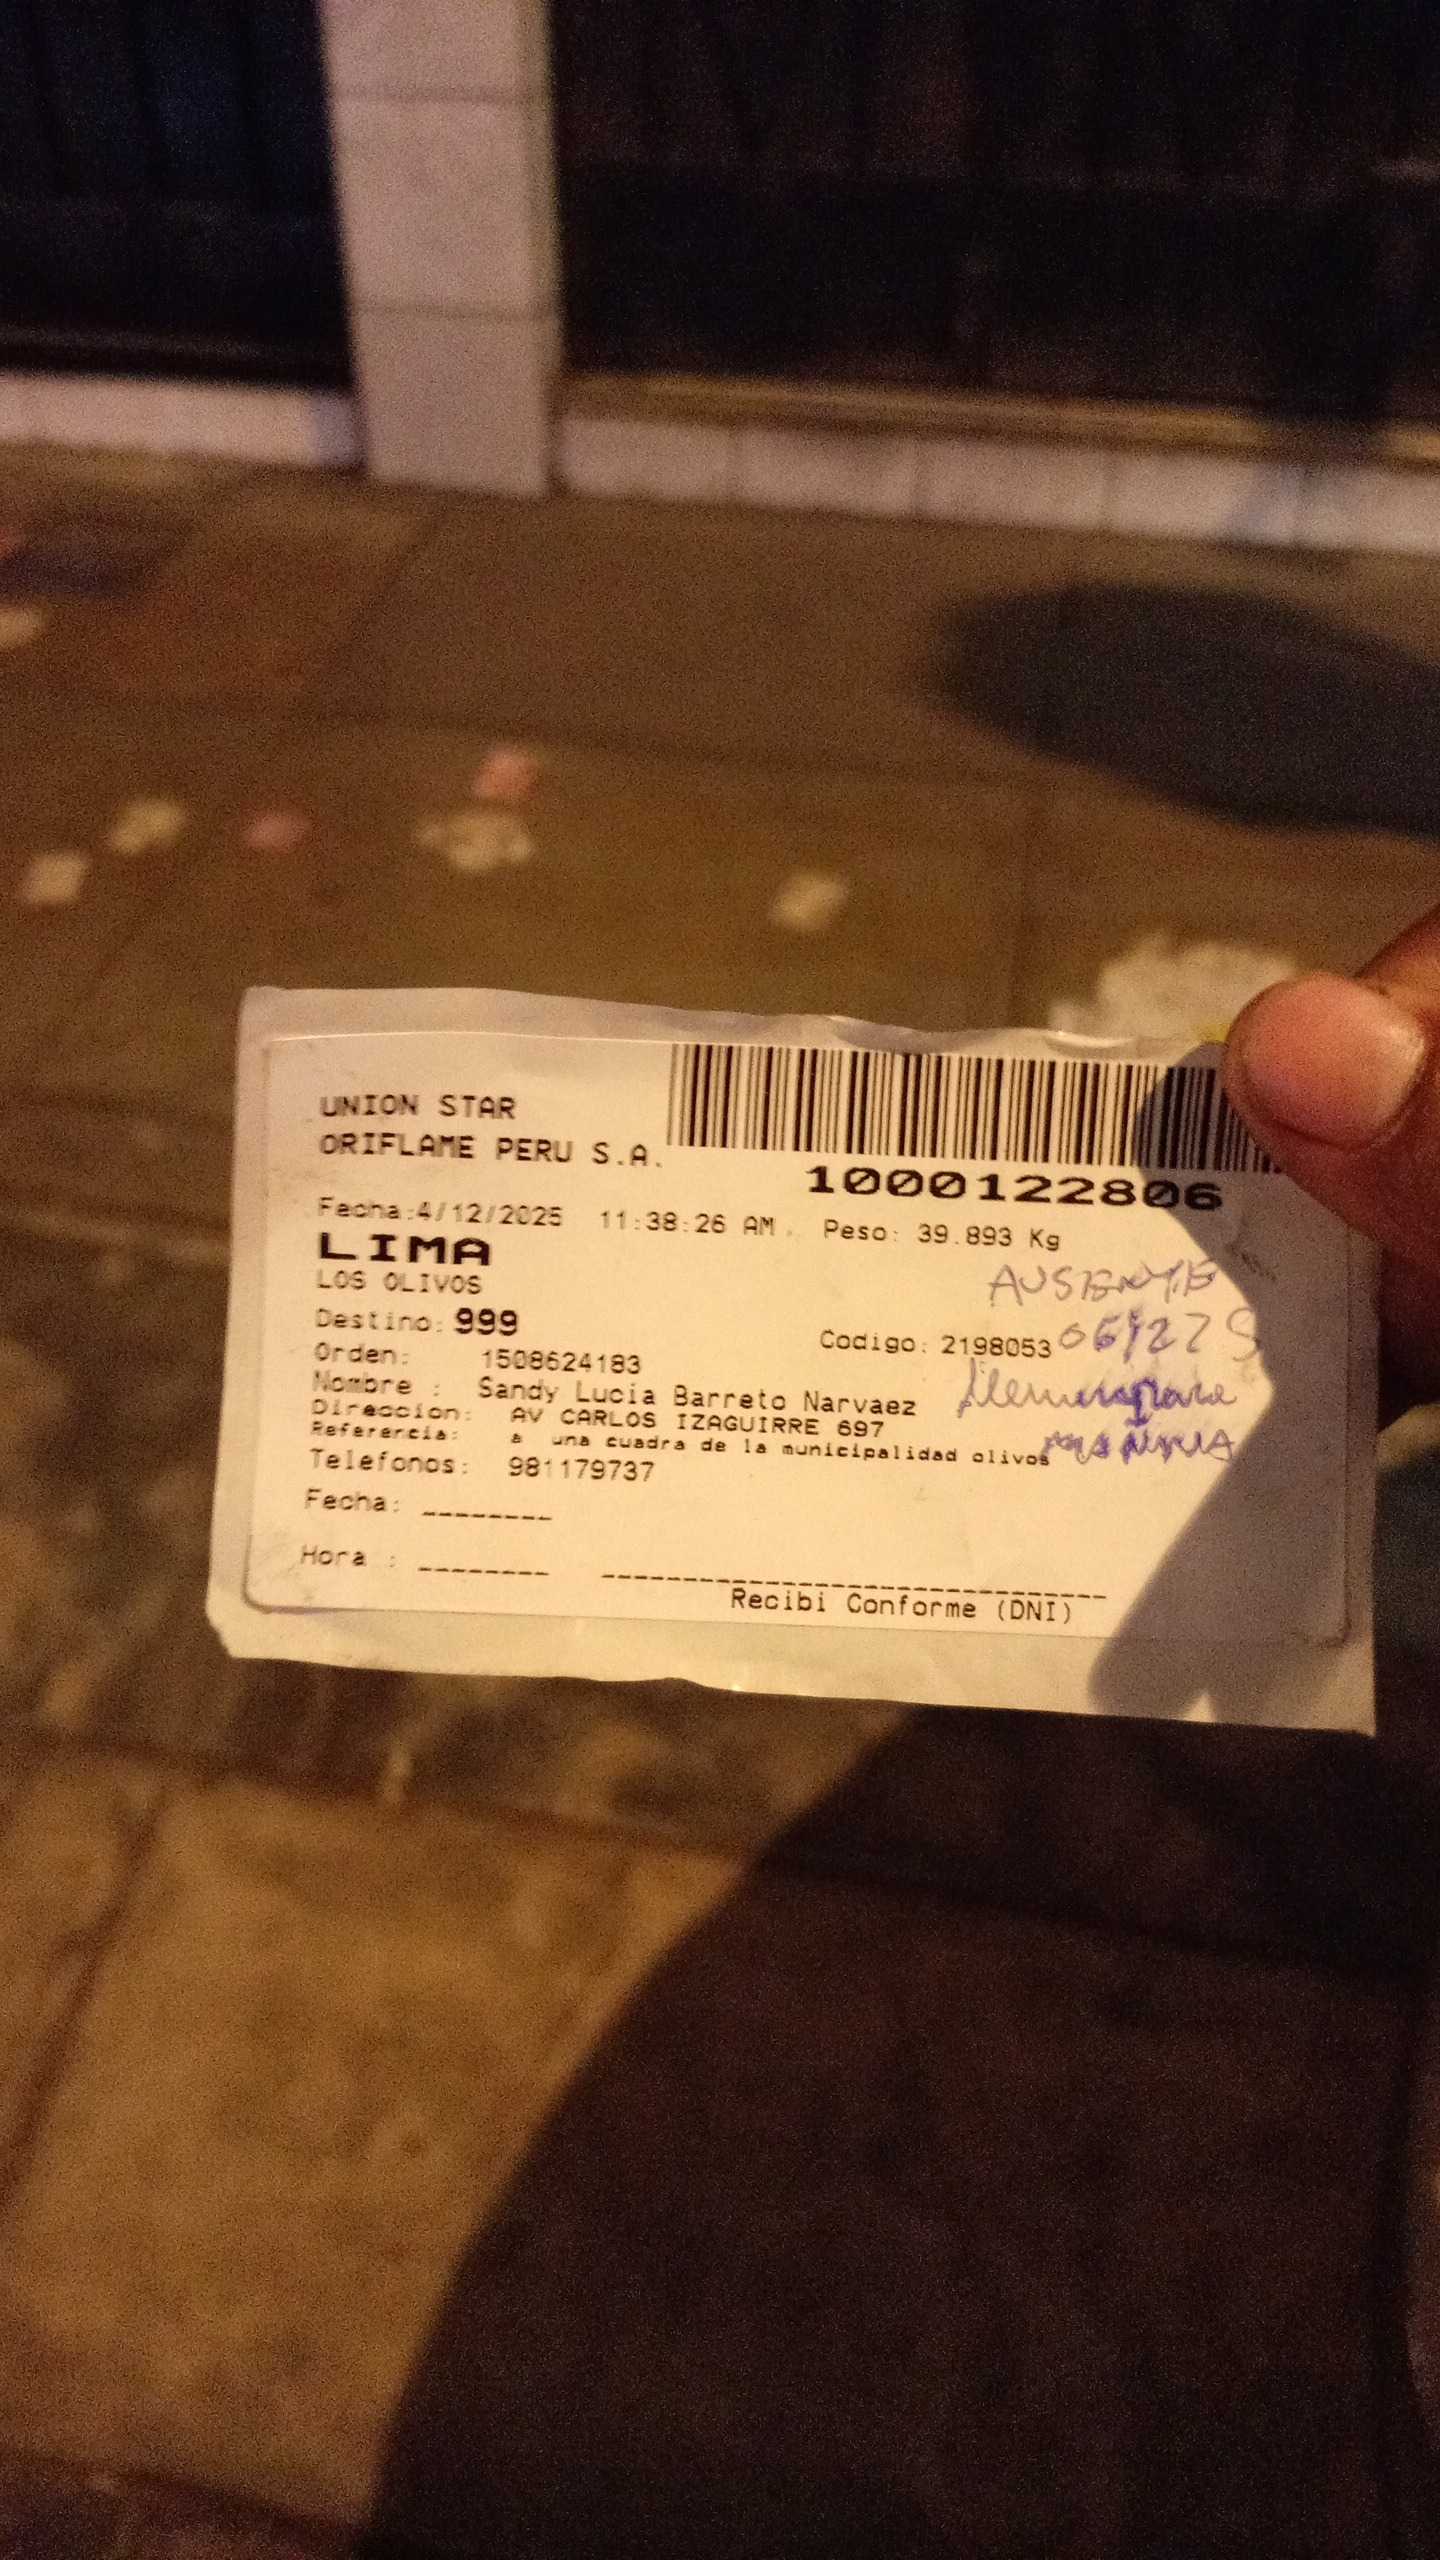 UNION STAR
ORIFLAME PERU S.A.
1000122806
Fecha:4/12/2025 11:38:26 AM. Peso: 39.893 Kg
LIMA
LOS OLIVOS
AUSENTE
Destino: 999
Codigo: 2198053
Orden: 1508624183
Nombre : Sandy Lucia Barreto Narvaez
Direccion: AV CARLOS IZAGUIRRE 697
Referencia: a una cuadra de la municipalidad olivos
Telefonos: 981179737
Fecha: --------
Hora : --------
Recibi Conforme (DNI)